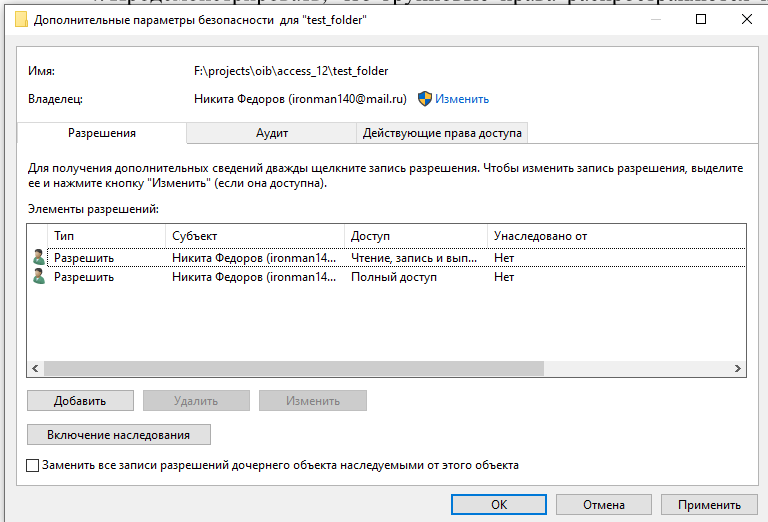 Дополнительные параметры безопасности для "test_folder"
Имя: F:\projects\oib\access_12\test_folder
Владелец: Никита Федоров (ironman140@mail.ru) Изменить
Разрешения Аудит Действующие права доступа
Для получения дополнительных сведений дважды щелкните запись разрешения. Чтобы изменить запись разрешения, выделите
ее и нажмите кнопку "Изменить" (если она доступна).
Элементы разрешений:
Тип Субъект Доступ Унаследовано от
Разрешить Никита Федоров (ironman14... Чтение, запись и вып... Нет
Разрешить Никита Федоров (ironman14... Полный доступ Нет
Добавить Удалить Изменить
Включение наследования
Заменить все записи разрешений дочернего объекта наследуемыми от этого объекта
ОК Отмена Применить